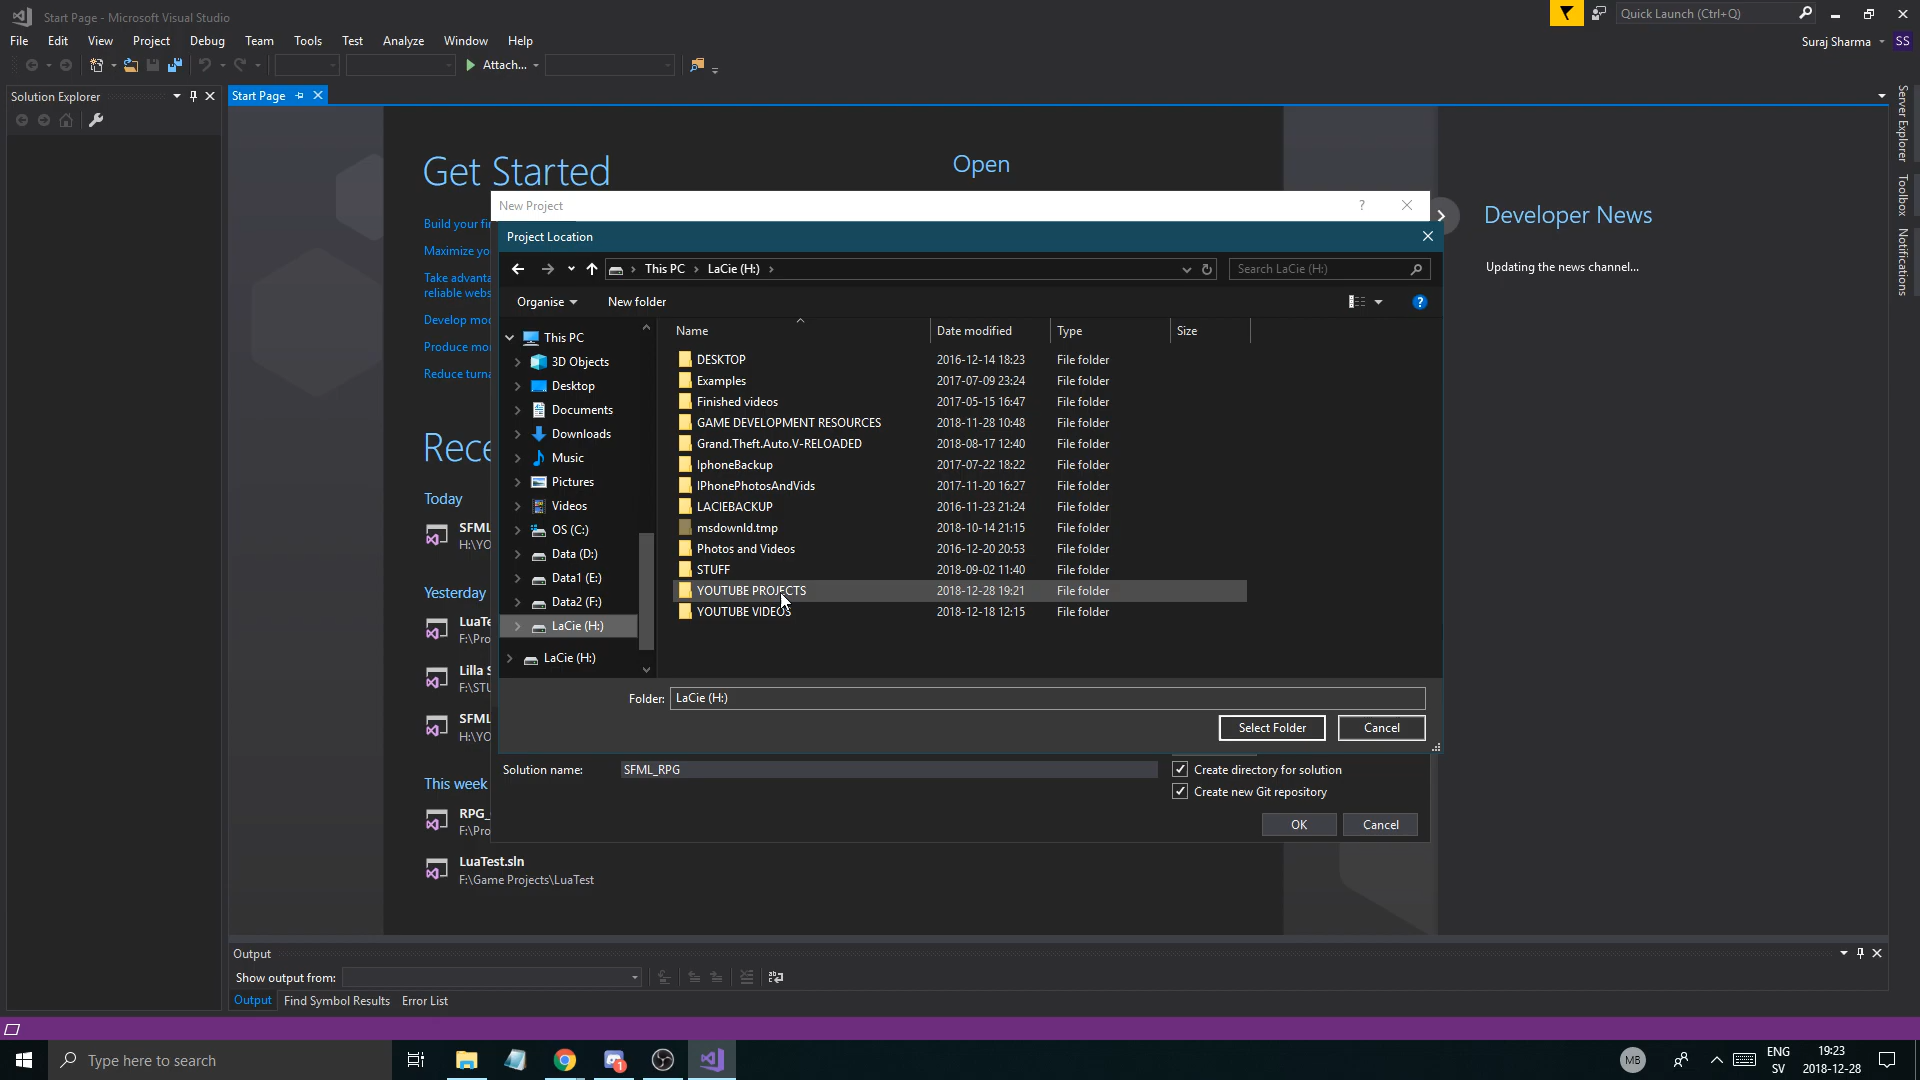 Start Page - Microsoft Visual Studio
Quick Launch (Ctrl+Q)
File Edit View Project Debug Team Tools Test Analyze Window Help
Suraj Sharma SS
Attach...
Solution Explorer
Start Page
Server Explorer
Toolbox
Notifications
Get Started
Open
Build your fi
Maximize yo
Take advanta
reliable webs
Develop mo
Produce mo
Reduce turna
Developer News
Updating the news channel...
Rece
Today
SFML
H:\YO
Yesterday
LuaTe
F:\Pro
Lilla S
F:\STU
SFML
H:\YO
This week
RPG_
F:\Pro
LuaTest.sln
F:\Game Projects\LuaTest
New Project
?
Project Location
This PC > LaCie (H:) >
Search LaCie (H:)
Organise
New folder
?
This PC
3D Objects
Desktop
Documents
Downloads
Music
Pictures
Videos
OS (C:)
Data (D:)
Data1 (E:)
Data2 (F:)
LaCie (H:)
LaCie (H:)
Name Date modified Type Size
DESKTOP 2016-12-14 18:23 File folder
Examples 2017-07-09 23:24 File folder
Finished videos 2017-05-15 16:47 File folder
GAME DEVELOPMENT RESOURCES 2018-11-28 10:48 File folder
Grand.Theft.Auto.V-RELOADED 2018-08-17 12:40 File folder
IphoneBackup 2017-07-22 18:22 File folder
IPhonePhotosAndVids 2017-11-20 16:27 File folder
LACIEBACKUP 2016-11-23 21:24 File folder
msdownld.tmp 2018-10-14 21:15 File folder
Photos and Videos 2016-12-20 20:53 File folder
STUFF 2018-09-02 11:40 File folder
YOUTUBE PROJECTS 2018-12-28 19:21 File folder
YOUTUBE VIDEOS 2018-12-18 12:15 File folder
Folder: LaCie (H:)
Select Folder
Cancel
Solution name: SFML_RPG
Create directory for solution
Create new Git repository
OK
Cancel
Output
Show output from:
Output Find Symbol Results Error List
Type here to search
1
MB
ENG
SV
19:23
2018-12-28